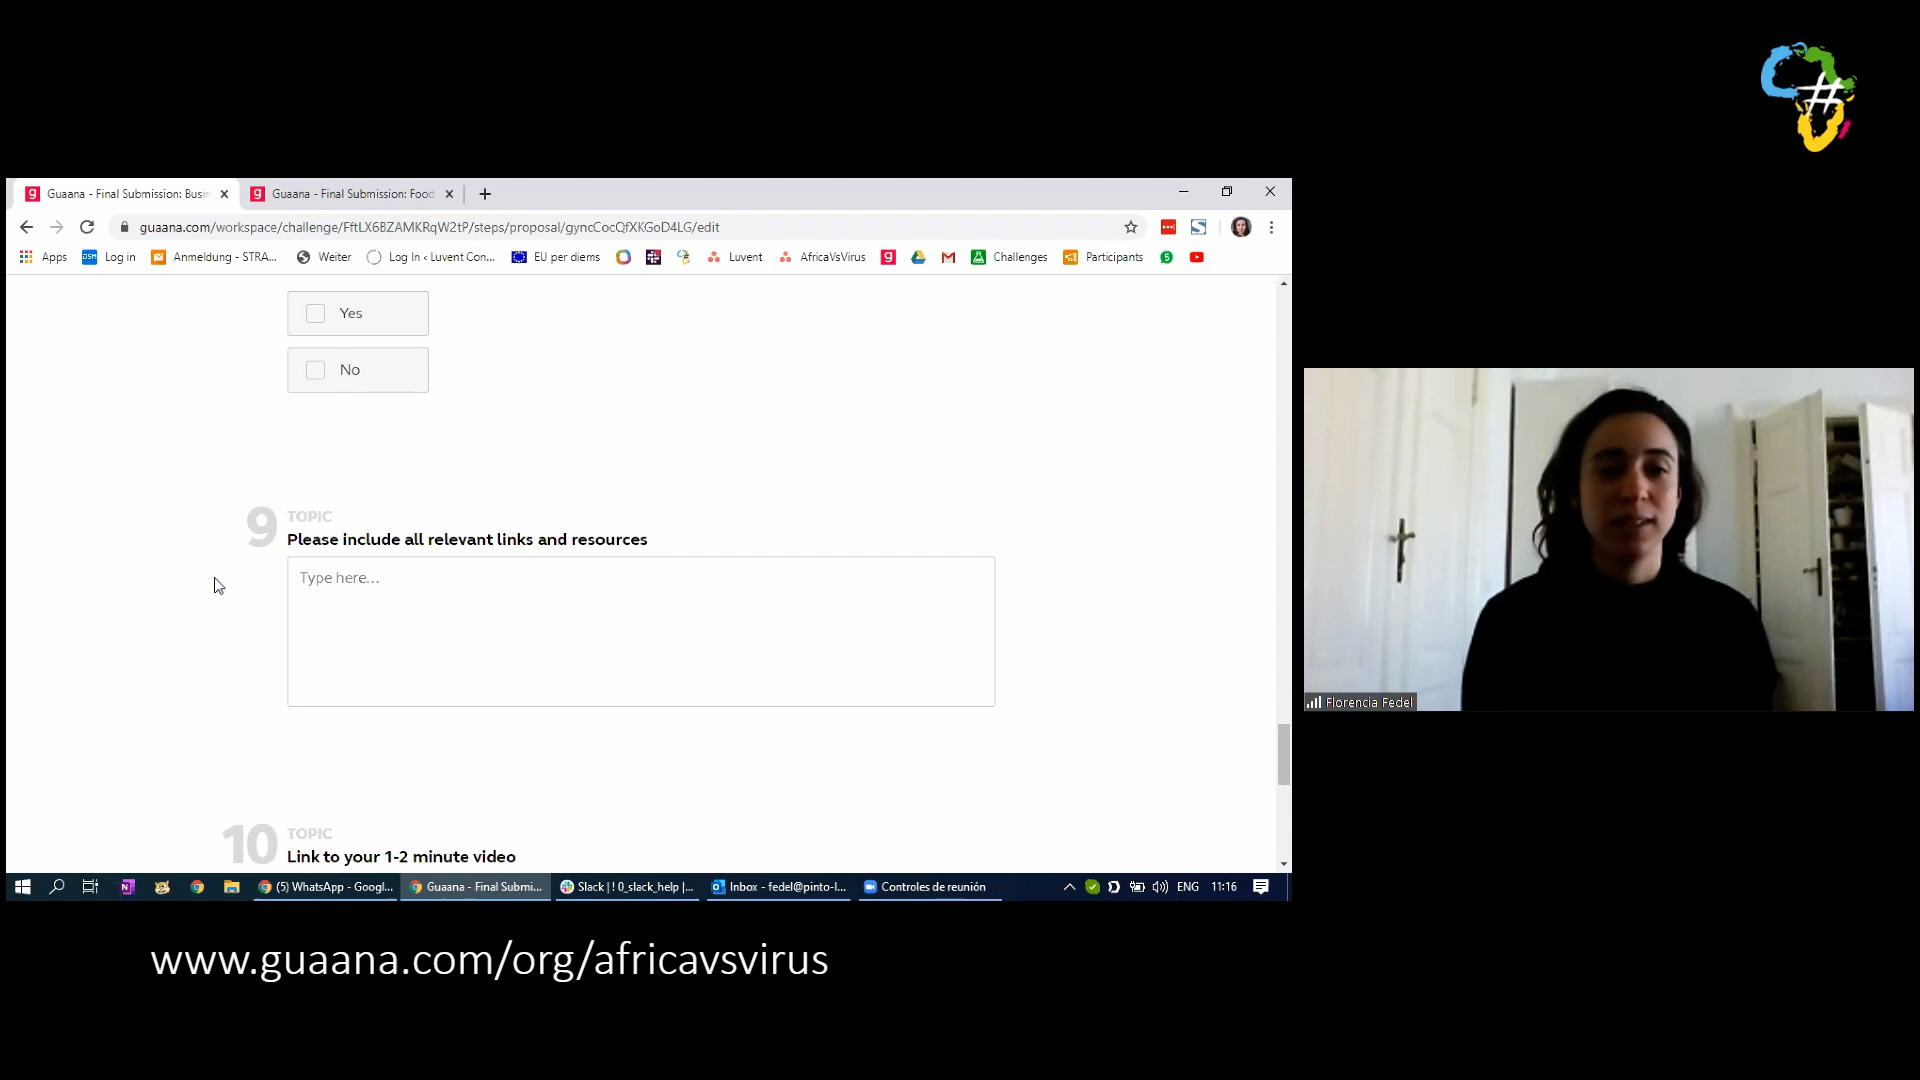 Guaana - Final Submission: Busin
Guaana - Final Submission: Food
guaana.com/workspace/challenge/FftLX6BZAMKRqW2tP/steps/proposal/gyncCocQfXKGoD4LG/edit
Apps
Log in
Anmeldung - STRA...
Weiter
Log In ‹ Luvent Con...
EU per diems
Luvent
AfricaVsVirus
Challenges
Participants
Yes
No
9
TOPIC
Please include all relevant links and resources
Type here...
10
TOPIC
Link to your 1-2 minute video
Florencia Fedel
(5) WhatsApp - Googl...
Guaana - Final Submi...
Slack | ! 0_slack_help |...
Inbox - fedel@pinto-l...
Controles de reunión
ENG
11:16
www.guaana.com/org/africavsvirus